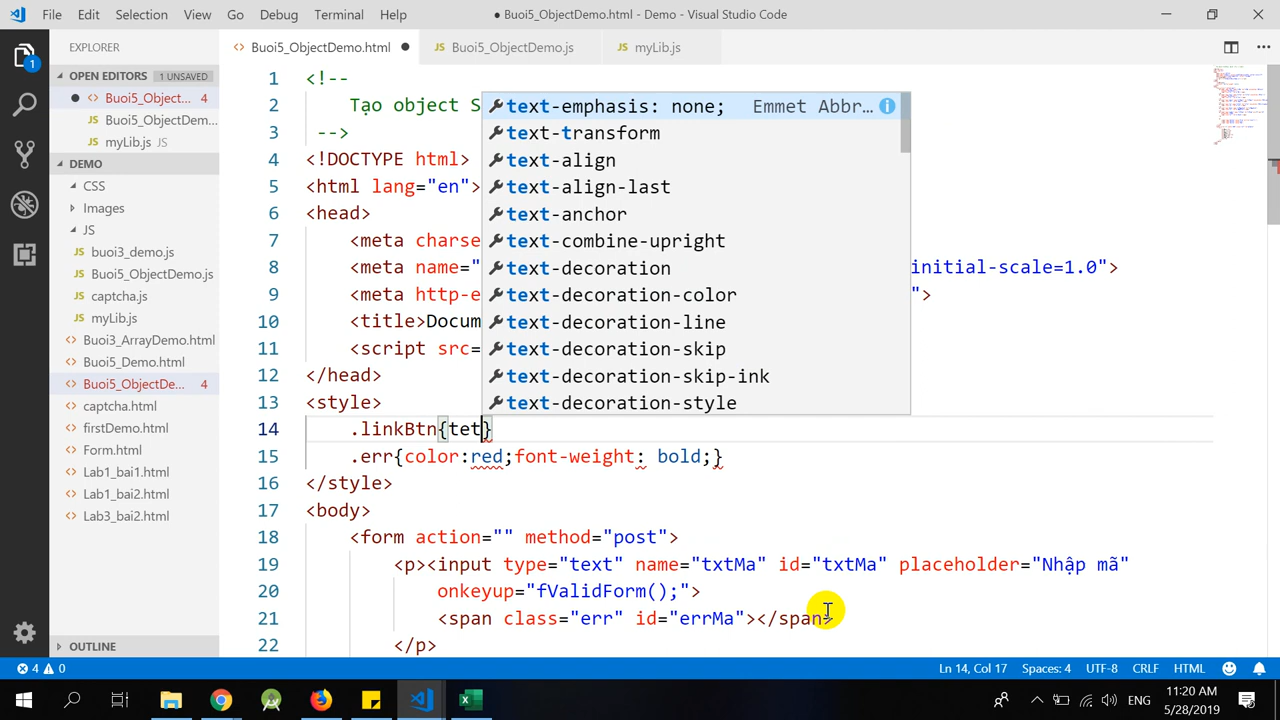 File Edit Selection View Go Debug Terminal Help
● Buoi5_ObjectDemo.html - Demo - Visual Studio Code
EXPLORER
OPEN EDITORS 1 UNSAVED
● <> Buoi5_Object... 4
JS Buoi5_ObjectDem...
myLib.js JS
DEMO
CSS
Images
JS
JS buoi3_demo.js
JS Buoi5_ObjectDemo.js
JS captcha.js
JS myLib.js
<> Buoi3_ArrayDemo.html
<> Buoi5_Demo.html
<> Buoi5_ObjectDe... 4
<> captcha.html
<> firstDemo.html
<> Form.html
<> Lab1_bai1.html
<> Lab1_bai2.html
<> Lab3_bai2.html
OUTLINE
<> Buoi5_ObjectDemo.html ● JS Buoi5_ObjectDemo.js JS myLib.js
1 <!--
2 Tạo object S
3 -->
4 <!DOCTYPE html>
5 <html lang="en">
6 <head>
7 <meta charse
8 <meta name=" initial-scale=1.0">
9 <meta http-e ">
10 <title>Docum
11 <script src=
12 </head>
13 <style>
14 .linkBtn{tet}
15 .err{color:red;font-weight: bold;}
16 </style>
17 <body>
18 <form action="" method="post">
19 <p><input type="text" name="txtMa" id="txtMa" placeholder="Nhập mã"
20 onkeyup="fValidForm();">
21 <span class="err" id="errMa"></span>
22 </p>
text-emphasis: none; Emmet Abbr...
text-transform
text-align
text-align-last
text-anchor
text-combine-upright
text-decoration
text-decoration-color
text-decoration-line
text-decoration-skip
text-decoration-skip-ink
text-decoration-style
4 0
Ln 14, Col 17 Spaces: 4 UTF-8 CRLF HTML
ENG
11:20 AM
5/28/2019